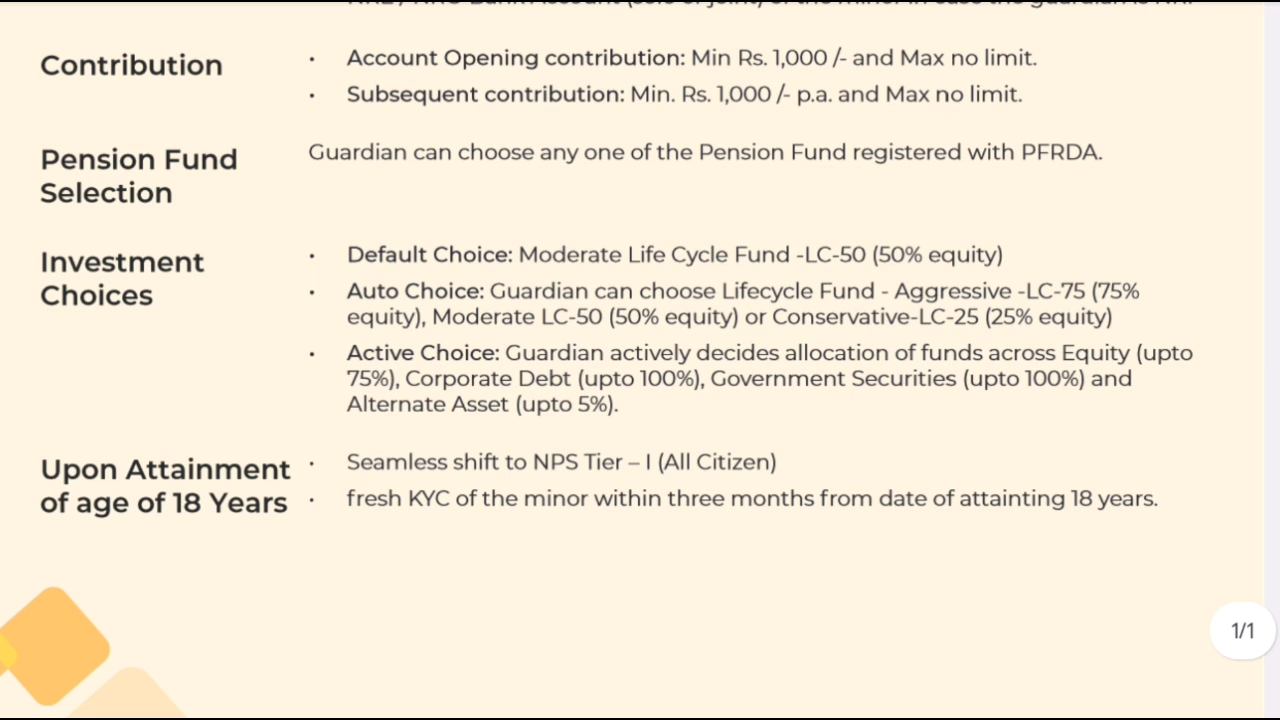 Contribution
• Account Opening contribution: Min Rs. 1,000 /- and Max no limit.
• Subsequent contribution: Min. Rs. 1,000 /- p.a. and Max no limit.
Pension Fund
Selection
Guardian can choose any one of the Pension Fund registered with PFRDA.
Investment
Choices
• Default Choice: Moderate Life Cycle Fund -LC-50 (50% equity)
• Auto Choice: Guardian can choose Lifecycle Fund - Aggressive -LC-75 (75%
equity), Moderate LC-50 (50% equity) or Conservative-LC-25 (25% equity)
• Active Choice: Guardian actively decides allocation of funds across Equity (upto
75%), Corporate Debt (upto 100%), Government Securities (upto 100%) and
Alternate Asset (upto 5%).
Upon Attainment
of age of 18 Years
• Seamless shift to NPS Tier – I (All Citizen)
• fresh KYC of the minor within three months from date of attainting 18 years.
1/1